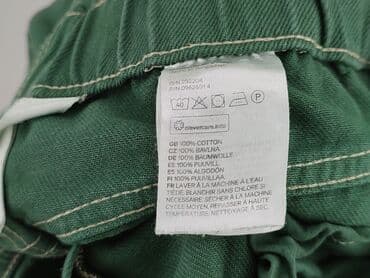 40 P
clevercare.info
GB 100% COTTON
CZ 100% BAVLNA
DE 100% BAUMWOLLE
EE 100% PUUVILL
ES 100% ALGODÓN
FI 100% PUUVILLAA
FR LAVER À LA MACHINE À L'EAU
TIÈDE, BLANCHIR SANS CHLORE SI
NÉCESSAIRE, SÉCHER À LA MACHINE
CYCLE MOYEN, REPASSER À HAUTE
TEMPÉRATURE, NETTOYAGE À SEC.